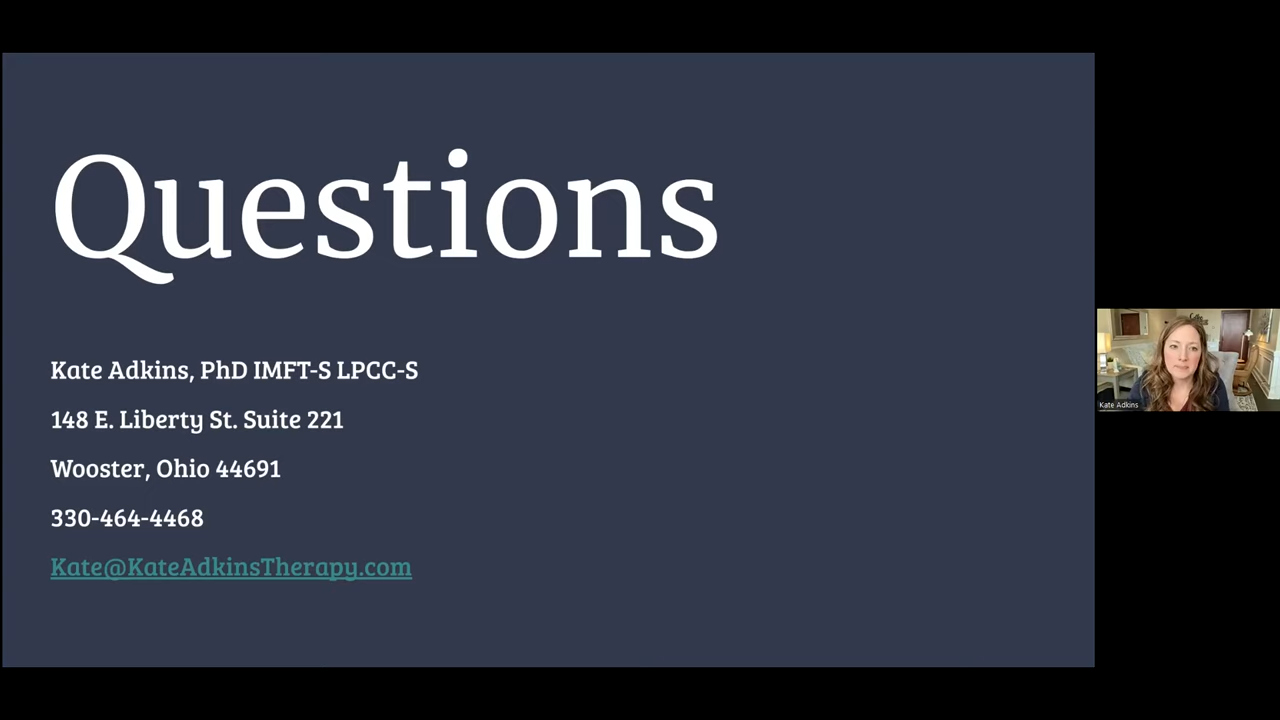 Questions
Kate Adkins, PhD IMFT-S LPCC-S
148 E. Liberty St. Suite 221
Wooster, Ohio 44691
330-464-4468
Kate@KateAdkinsTherapy.com
Kate Adkins